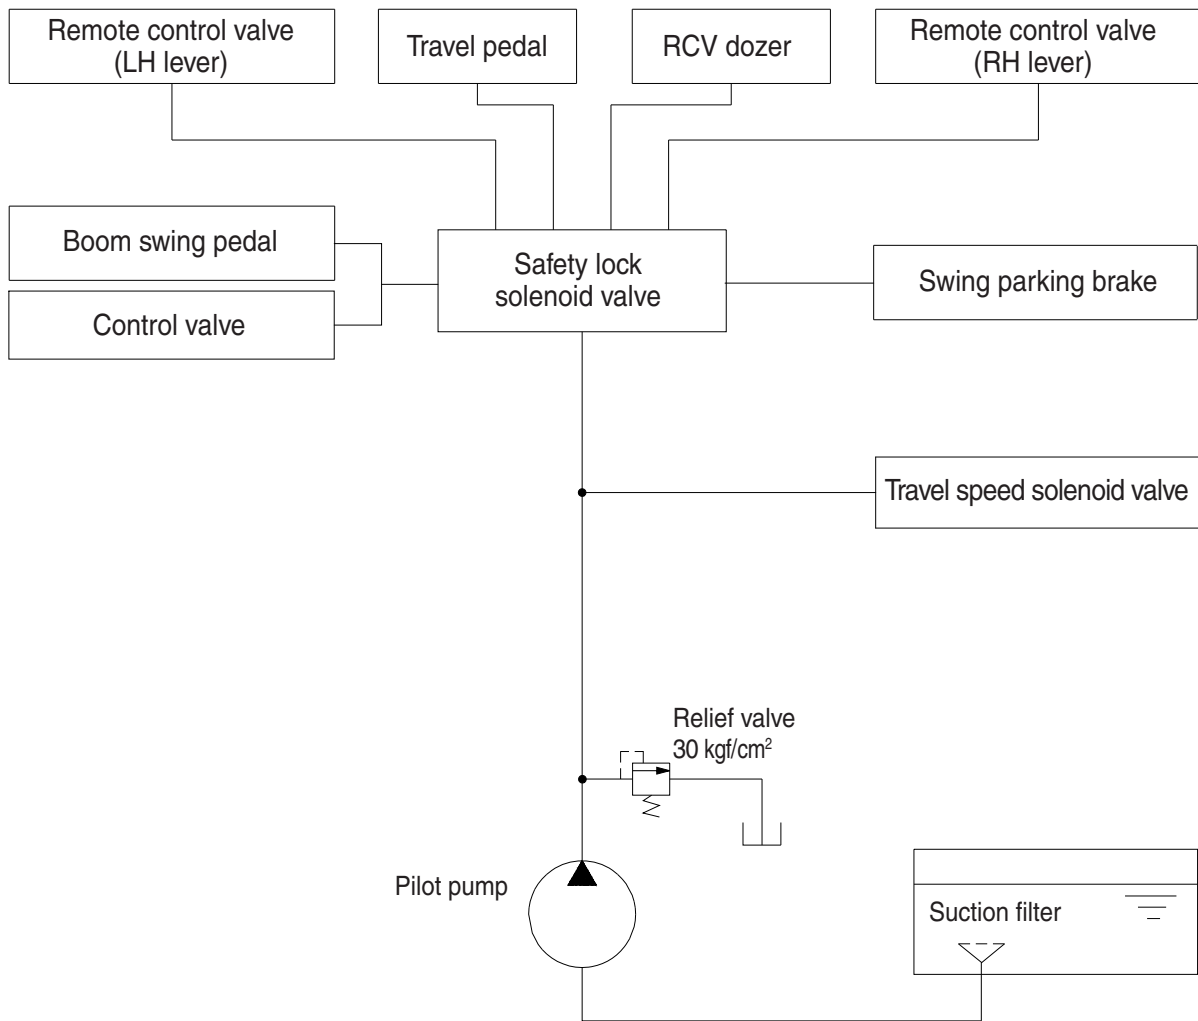 Remote control valve
(LH lever)
Travel pedal
RCV dozer
Remote control valve
(RH lever)
Boom swing pedal
Control valve
Safety lock
solenoid valve
Swing parking brake
Travel speed solenoid valve
Relief valve
30 kgf/cm²
Pilot pump
Suction filter